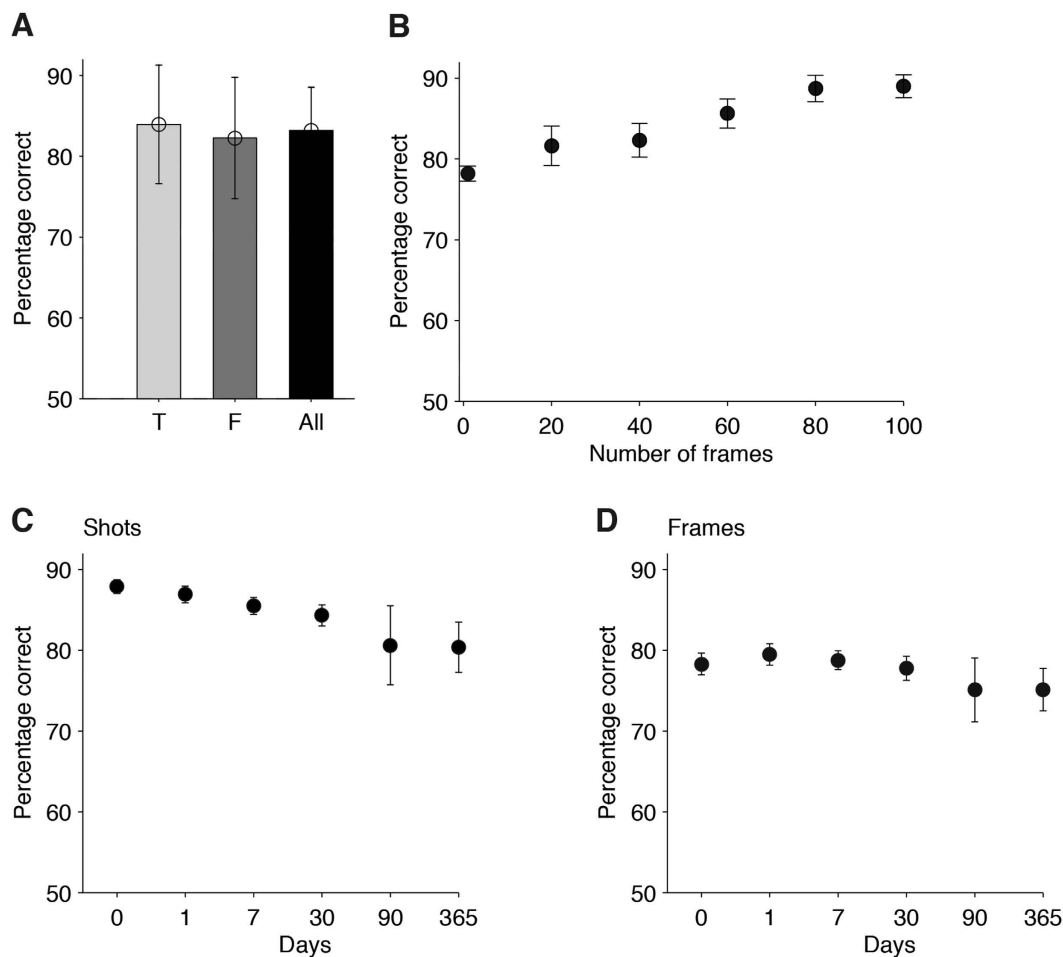 A
Percentage correct
90
80
70
60
50
T F All
B
Percentage correct
90
80
70
60
50
0 20 40 60 80 100
Number of frames
C
Shots
Percentage correct
90
80
70
60
50
0 1 7 30 90 365
Days
D
Frames
Percentage correct
90
80
70
60
50
0 1 7 30 90 365
Days